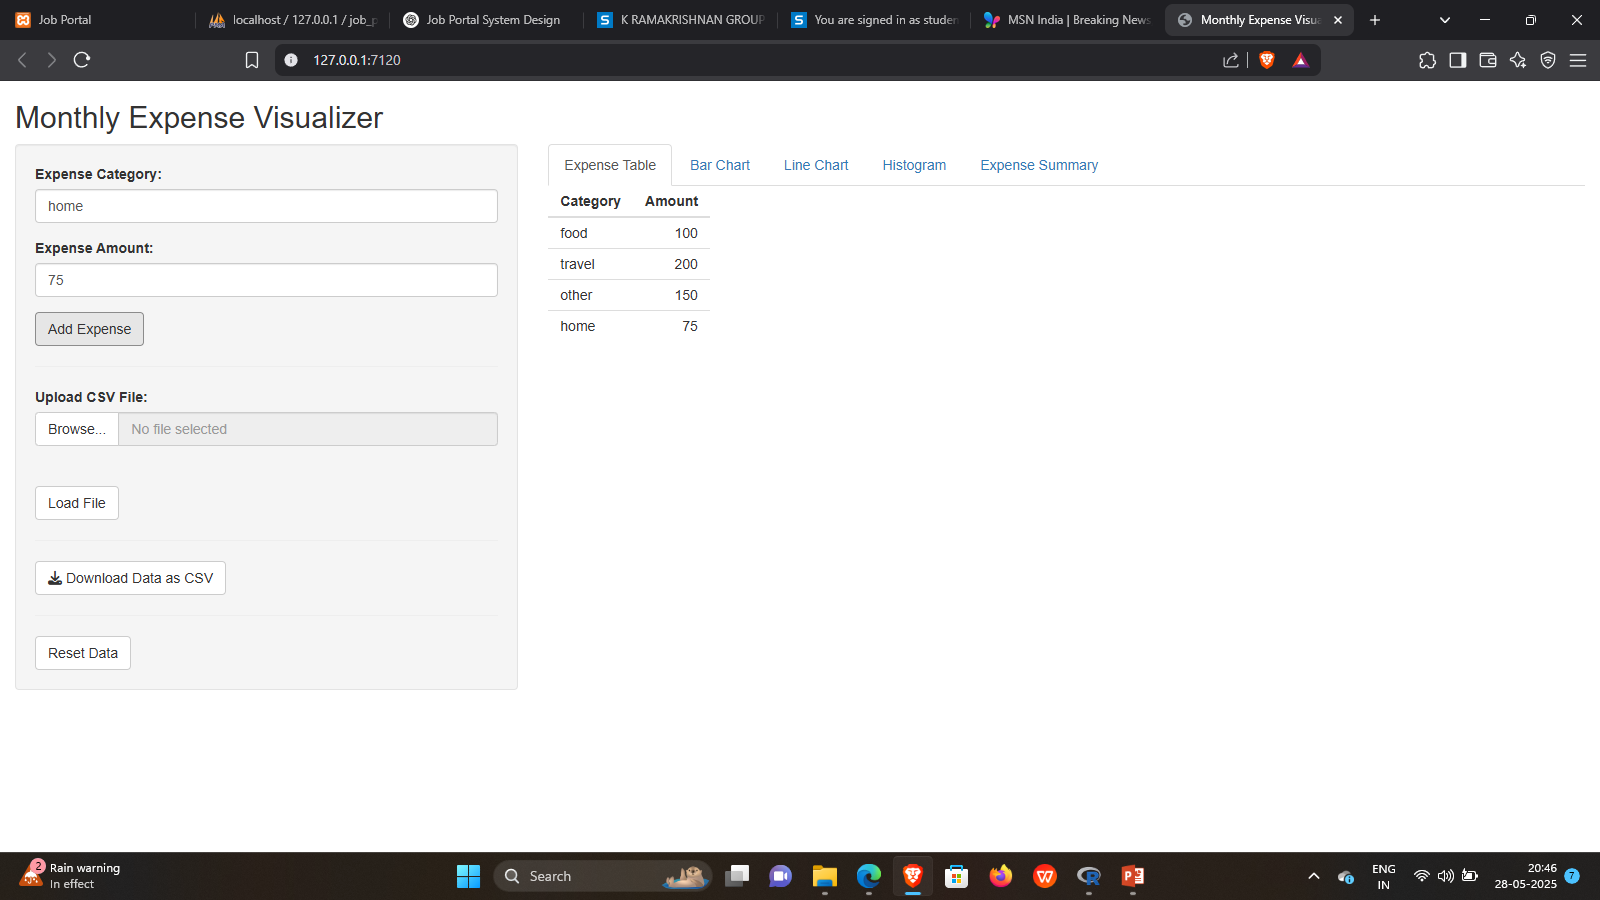 Job Portal
localhost / 127.0.0.1 / job_p
Job Portal System Design
K RAMAKRISHNAN GROUP
You are signed in as studen
MSN India | Breaking News
Monthly Expense Visua
127.0.0.1:7120
Monthly Expense Visualizer
Expense Category:
home
Expense Amount:
75
Add Expense
Upload CSV File:
Browse... No file selected
Load File
Download Data as CSV
Reset Data
Expense Table Bar Chart Line Chart Histogram Expense Summary
Category Amount
food 100
travel 200
other 150
home 75
2
Rain warning
In effect
Search
ENG
IN
20:46
28-05-2025
7